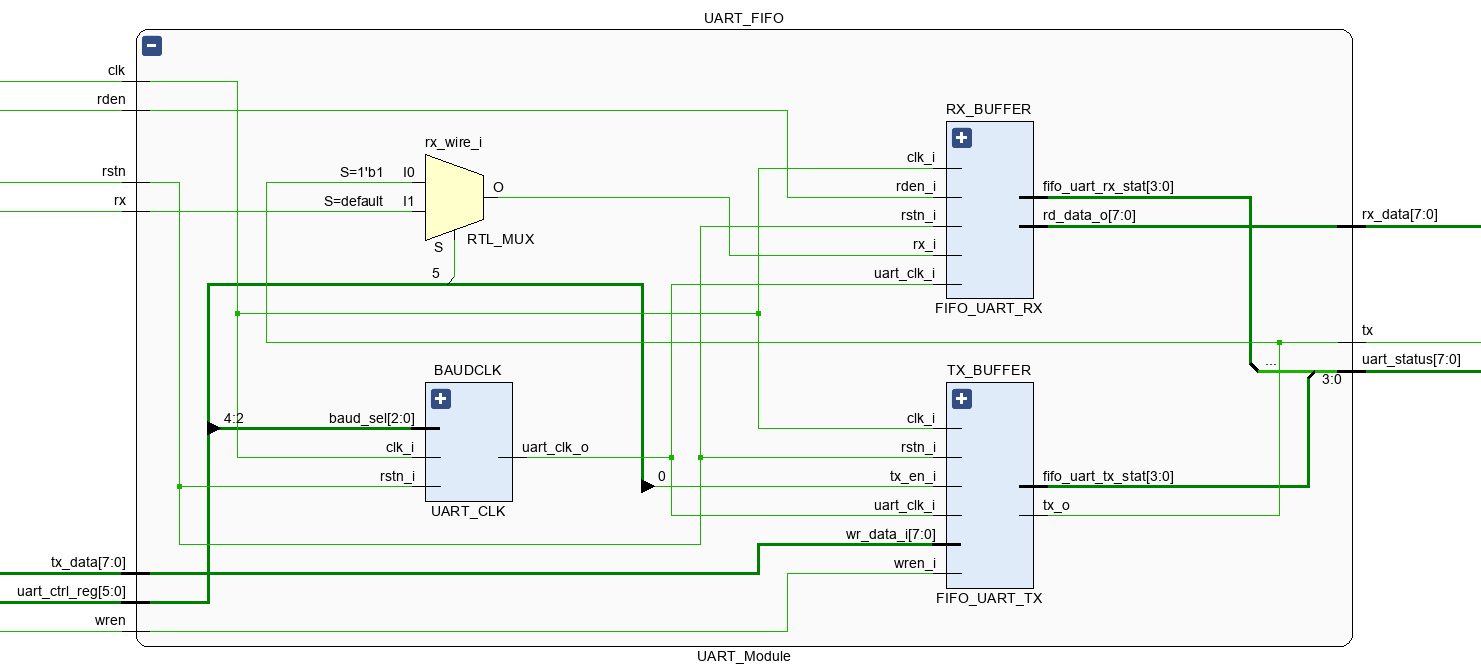 UART_FIFO
clk
rden
rstn
rx
rx_wire_i
S=1'b1 I0
S=default I1
O
S
RTL_MUX
5
RX_BUFFER
clk_i
rden_i
rstn_i
rx_i
uart_clk_i
fifo_uart_rx_stat[3:0]
rd_data_o[7:0]
FIFO_UART_RX
rx_data[7:0]
tx
uart_status[7:0]
...
3:0
BAUDCLK
4:2
baud_sel[2:0]
clk_i
rstn_i
uart_clk_o
UART_CLK
0
TX_BUFFER
clk_i
rstn_i
tx_en_i
uart_clk_i
wr_data_i[7:0]
wren_i
fifo_uart_tx_stat[3:0]
tx_o
FIFO_UART_TX
tx_data[7:0]
uart_ctrl_reg[5:0]
wren
UART_Module